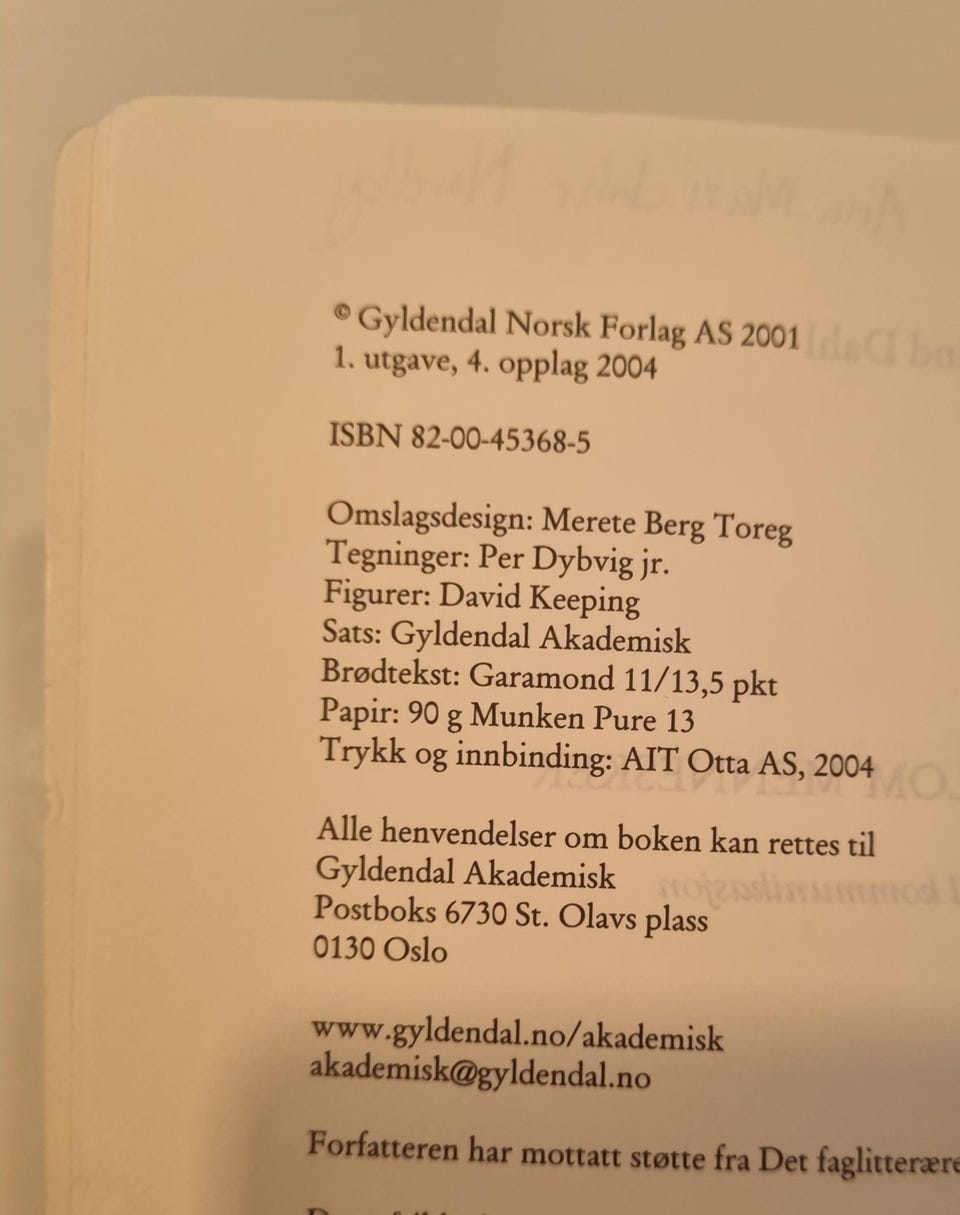 © Gyldendal Norsk Forlag AS 2001
1. utgave, 4. opplag 2004
ISBN 82-00-45368-5
Omslagsdesign: Merete Berg Toreg
Tegninger: Per Dybvig jr.
Figurer: David Keeping
Sats: Gyldendal Akademisk
Brødtekst: Garamond 11/13,5 pkt
Papir: 90 g Munken Pure 13
Trykk og innbinding: AIT Otta AS, 2004
Alle henvendelser om boken kan rettes til
Gyldendal Akademisk
Postboks 6730 St. Olavs plass
0130 Oslo
www.gyldendal.no/akademisk
akademisk@gyldendal.no
Forfatteren har mottatt støtte fra Det faglitterære